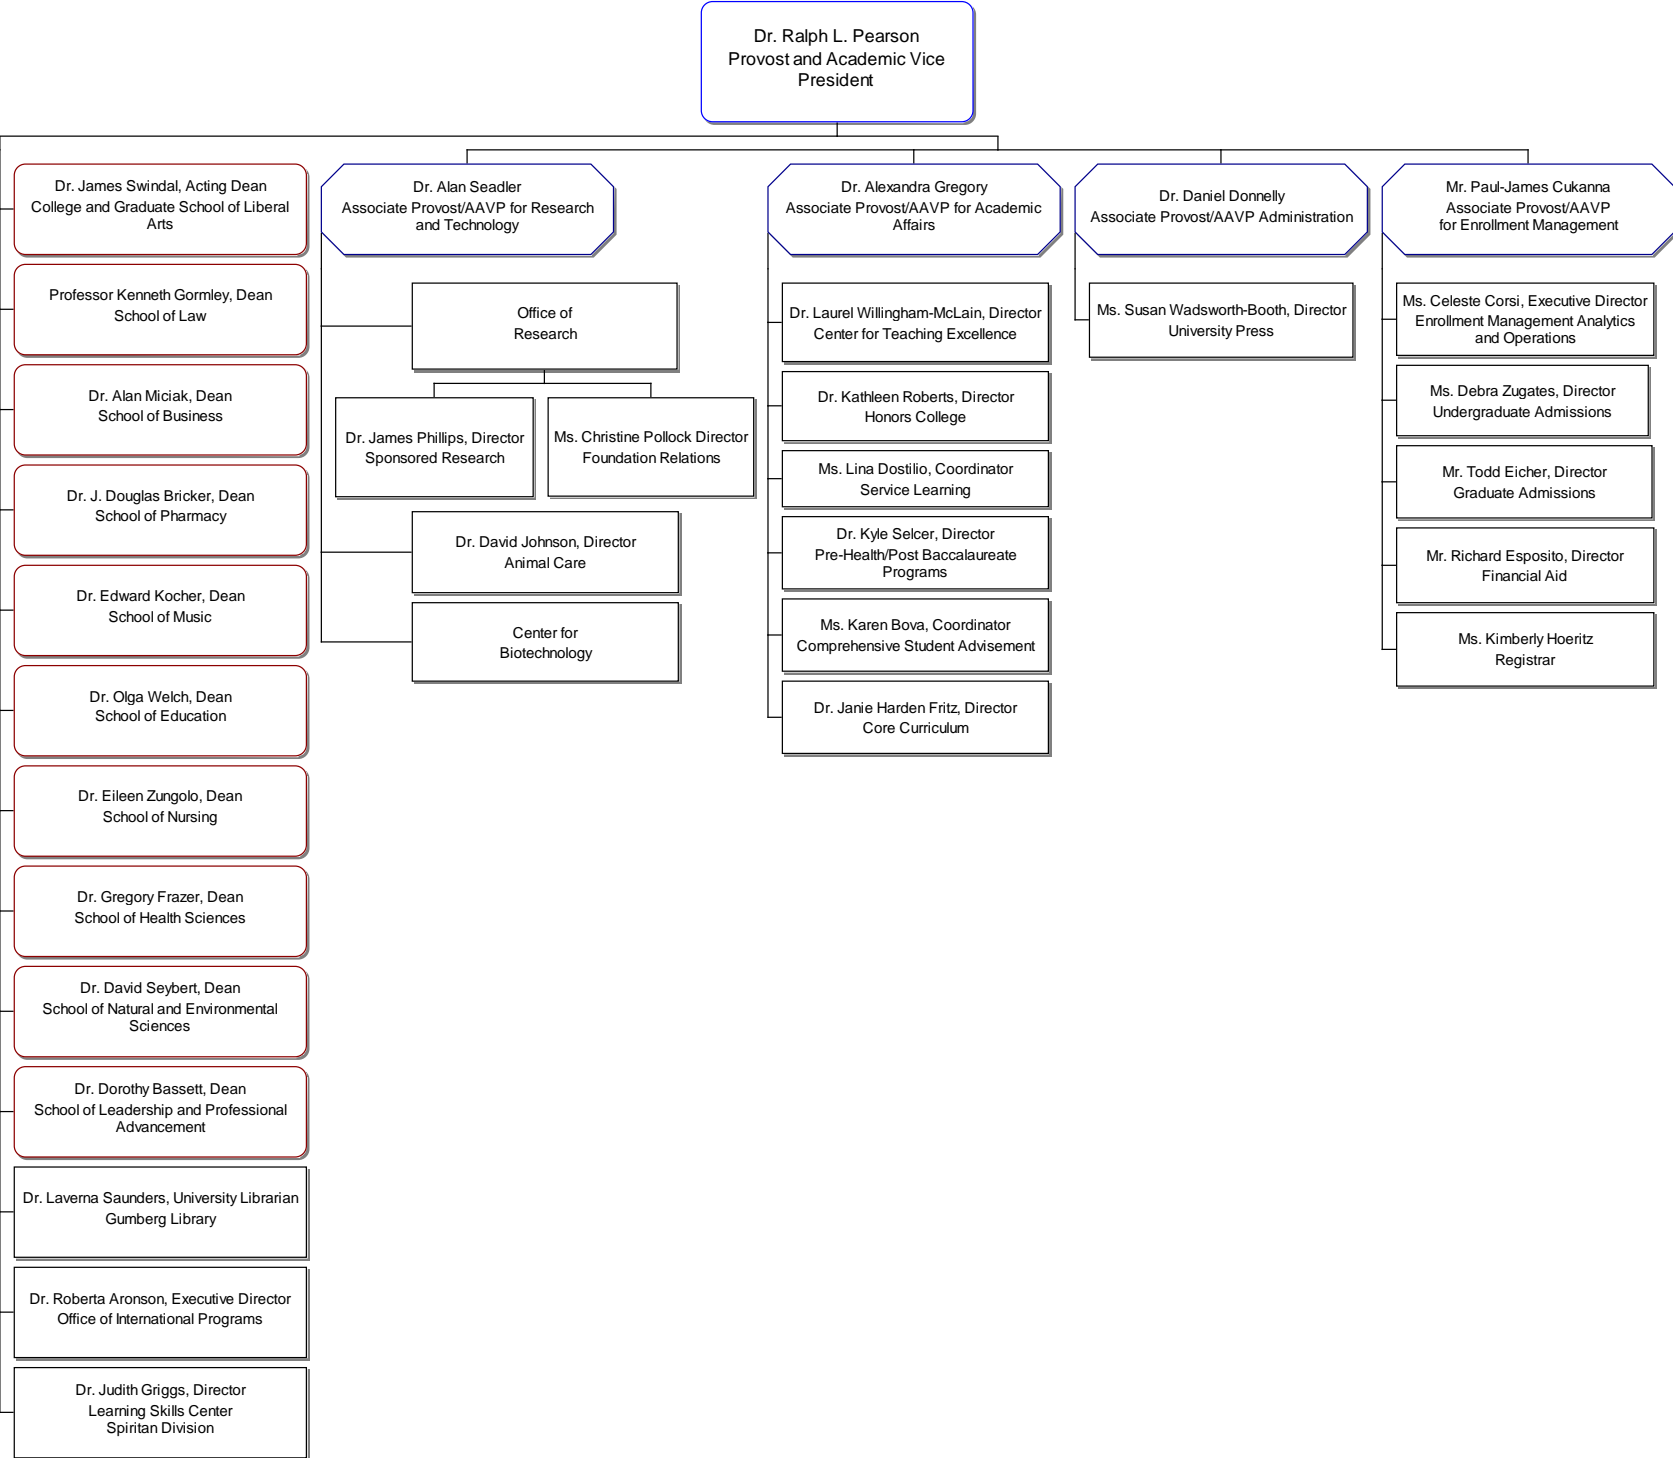 Dr. Ralph L. Pearson
Provost and Academic Vice
President
Dr. James Swindal, Acting Dean
College and Graduate School of Liberal
Arts
Professor Kenneth Gormley, Dean
School of Law
Dr. Alan Miciak, Dean
School of Business
Dr. J. Douglas Bricker, Dean
School of Pharmacy
Dr. Edward Kocher, Dean
School of Music
Dr. Olga Welch, Dean
School of Education
Dr. Eileen Zungolo, Dean
School of Nursing
Dr. Gregory Frazer, Dean
School of Health Sciences
Dr. David Seybert, Dean
School of Natural and Environmental
Sciences
Dr. Dorothy Bassett, Dean
School of Leadership and Professional
Advancement
Dr. Laverna Saunders, University Librarian
Gumberg Library
Dr. Roberta Aronson, Executive Director
Office of International Programs
Dr. Judith Griggs, Director
Learning Skills Center
Spiritan Division
Dr. Alan Seadler
Associate Provost/AAVP for Research
and Technology
Office of
Research
Dr. James Phillips, Director
Sponsored Research
Ms. Christine Pollock Director
Foundation Relations
Dr. David Johnson, Director
Animal Care
Center for
Biotechnology
Dr. Alexandra Gregory
Associate Provost/AAVP for Academic
Affairs
Dr. Laurel Willingham-McLain, Director
Center for Teaching Excellence
Dr. Kathleen Roberts, Director
Honors College
Ms. Lina Dostilio, Coordinator
Service Learning
Dr. Kyle Selcer, Director
Pre-Health/Post Baccalaureate
Programs
Ms. Karen Bova, Coordinator
Comprehensive Student Advisement
Dr. Janie Harden Fritz, Director
Core Curriculum
Dr. Daniel Donnelly
Associate Provost/AAVP Administration
Ms. Susan Wadsworth-Booth, Director
University Press
Mr. Paul-James Cukanna
Associate Provost/AAVP
for Enrollment Management
Ms. Celeste Corsi, Executive Director
Enrollment Management Analytics
and Operations
Ms. Debra Zugates, Director
Undergraduate Admissions
Mr. Todd Eicher, Director
Graduate Admissions
Mr. Richard Esposito, Director
Financial Aid
Ms. Kimberly Hoeritz
Registrar